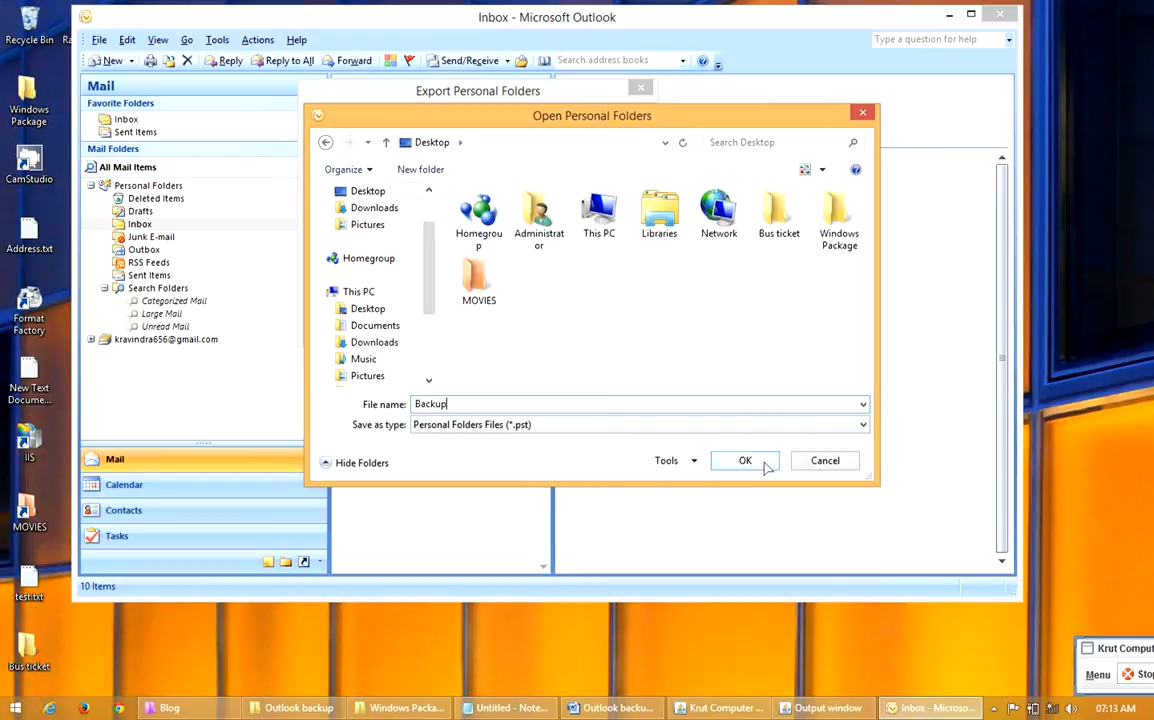 Inbox - Microsoft Outlook
Recycle Bin
Windows Package
CamStudio
Address.txt
Format Factory
New Text Docume...
IIS
MOVIES
test.txt
Bus ticket
File Edit View Go Tools Actions Help
Type a question for help
New Reply Reply to All Forward Send/Receive Search address books
Mail
Favorite Folders
Inbox
Sent Items
Mail Folders
All Mail Items
Personal Folders
Deleted Items
Drafts
Inbox
Junk E-mail
Outbox
RSS Feeds
Sent Items
Search Folders
Categorized Mail
Large Mail
Unread Mail
kravindra656@gmail.com
Mail
Calendar
Contacts
Tasks
10 Items
Export Personal Folders
Open Personal Folders
Desktop
Search Desktop
Organize New folder
Desktop
Downloads
Pictures
Homegroup
This PC
Desktop
Documents
Downloads
Music
Pictures
Homegrou
p
Administrat
or
This PC
Libraries
Network
Bus ticket
Windows
Package
MOVIES
File name: Backup
Save as type: Personal Folders Files (*.pst)
Hide Folders
Tools OK Cancel
Krut Comput
Menu Sto
Blog Outlook backup Windows Packa... Untitled - Note... Outlook backu... Krut Computer ... Output window Inbox - Microso... 07:13 AM